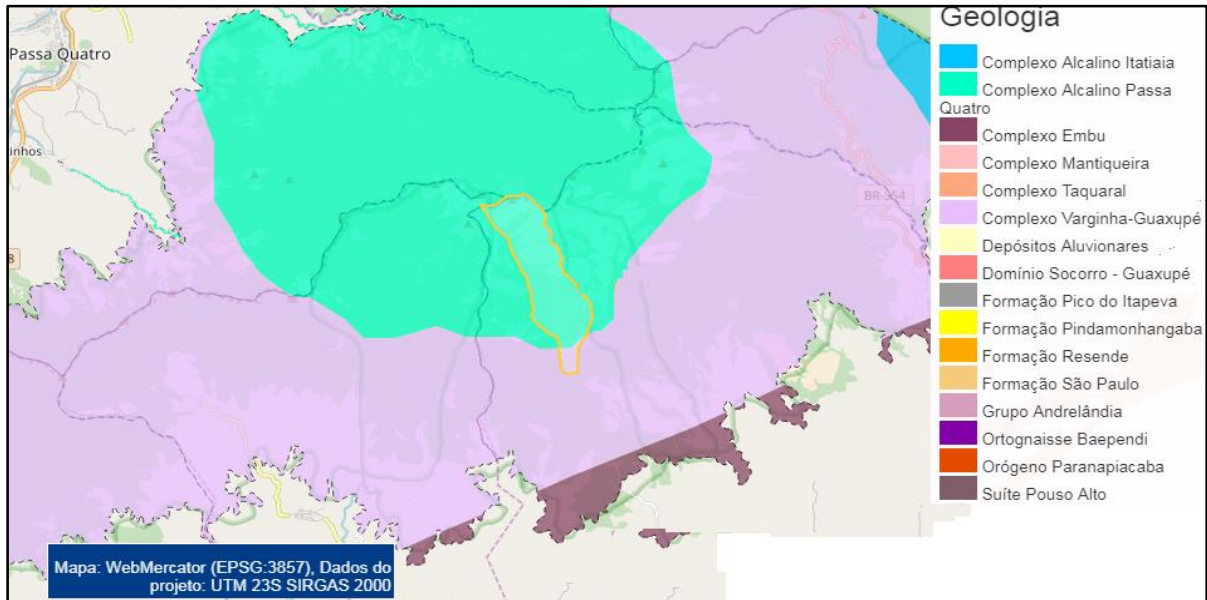 Passa Quatro
inhos
8
BR-354
Mapa: WebMercator (EPSG:3857), Dados do
projeto: UTM 23S SIRGAS 2000
Geologia
Complexo Alcalino Itatiaia
Complexo Alcalino Passa
Quatro
Complexo Embu
Complexo Mantiqueira
Complexo Taquaral
Complexo Varginha-Guaxupé
Depósitos Aluvionares
Domínio Socorro - Guaxupé
Formação Pico do Itapeva
Formação Pindamonhangaba
Formação Resende
Formação São Paulo
Grupo Andrelândia
Ortognaisse Baependi
Orógeno Paranapiacaba
Suíte Pouso Alto